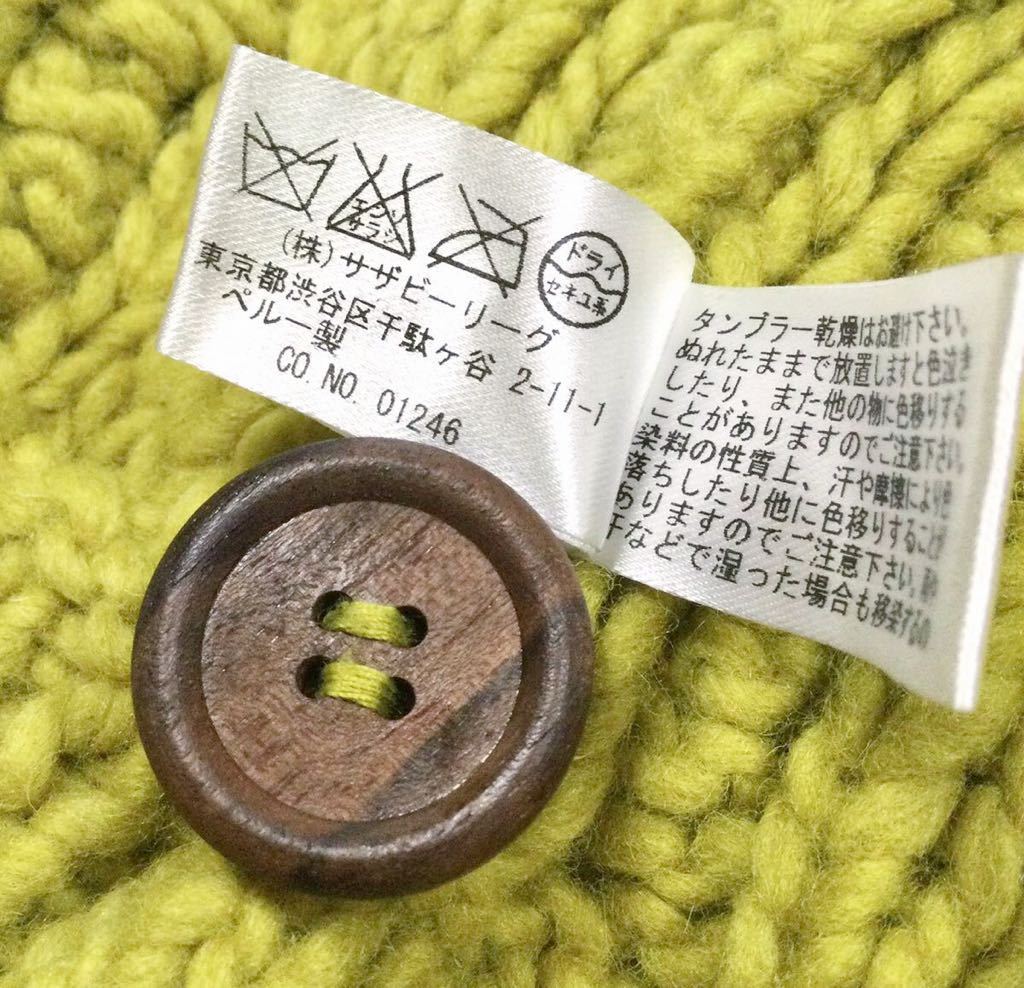 エンソ
サラシ
ドライ
セキユ系
(株)サザビーリーグ
東京都渋谷区千駄ヶ谷 2-11-1
ペルー製
CO.NO. 01246
タンブラー乾燥はお避け下さい。
ぬれたままで放置しますと色泣き
したり、また他の物に色移りする
ことがありますのでご注意下さい。
染料の性質上、汗や摩擦により色
落ちしたり他に色移りすることが
ありますのでご注意下さい。
汗などで湿った場合も移染するの